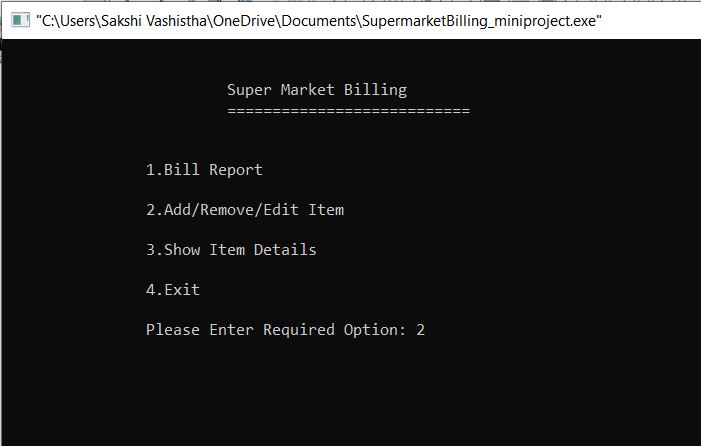 "C:\Users\Sakshi Vashistha\OneDrive\Documents\SupermarketBilling_miniproject.exe"
Super Market Billing
===========================
1.Bill Report
2.Add/Remove/Edit Item
3.Show Item Details
4.Exit
Please Enter Required Option: 2